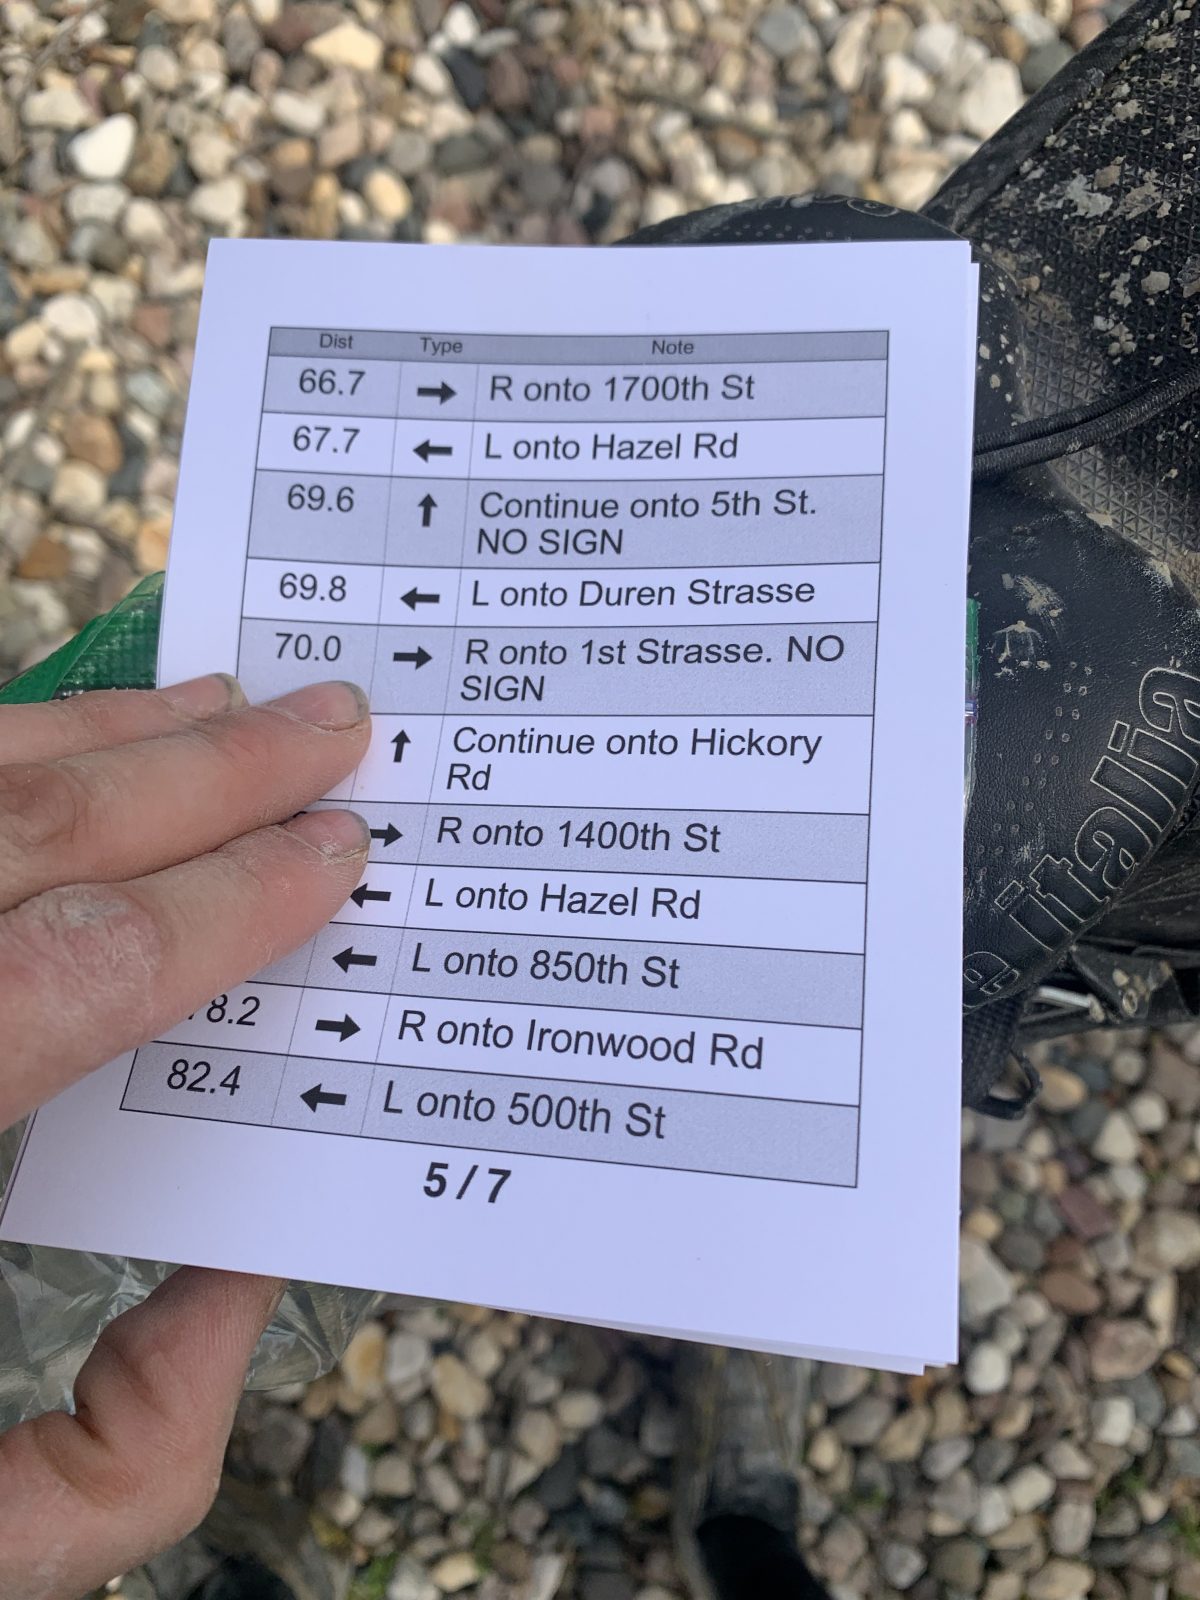 Dist Type Note
66.7 → R onto 1700th St
67.7 ← L onto Hazel Rd
69.6 ↑ Continue onto 5th St.
NO SIGN
69.8 ← L onto Duren Strasse
70.0 → R onto 1st Strasse. NO
SIGN
↑ Continue onto Hickory
Rd
→ R onto 1400th St
← L onto Hazel Rd
← L onto 850th St
8.2 → R onto Ironwood Rd
82.4 ← L onto 500th St
5 / 7
italia